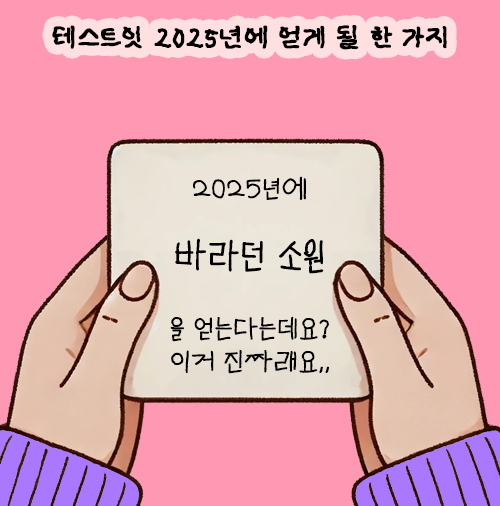 테스트잇 2025년에 얻게 될 한 가지
2025년에
바라던 소원
을 얻는다는데요?
이거 진짜래요,,